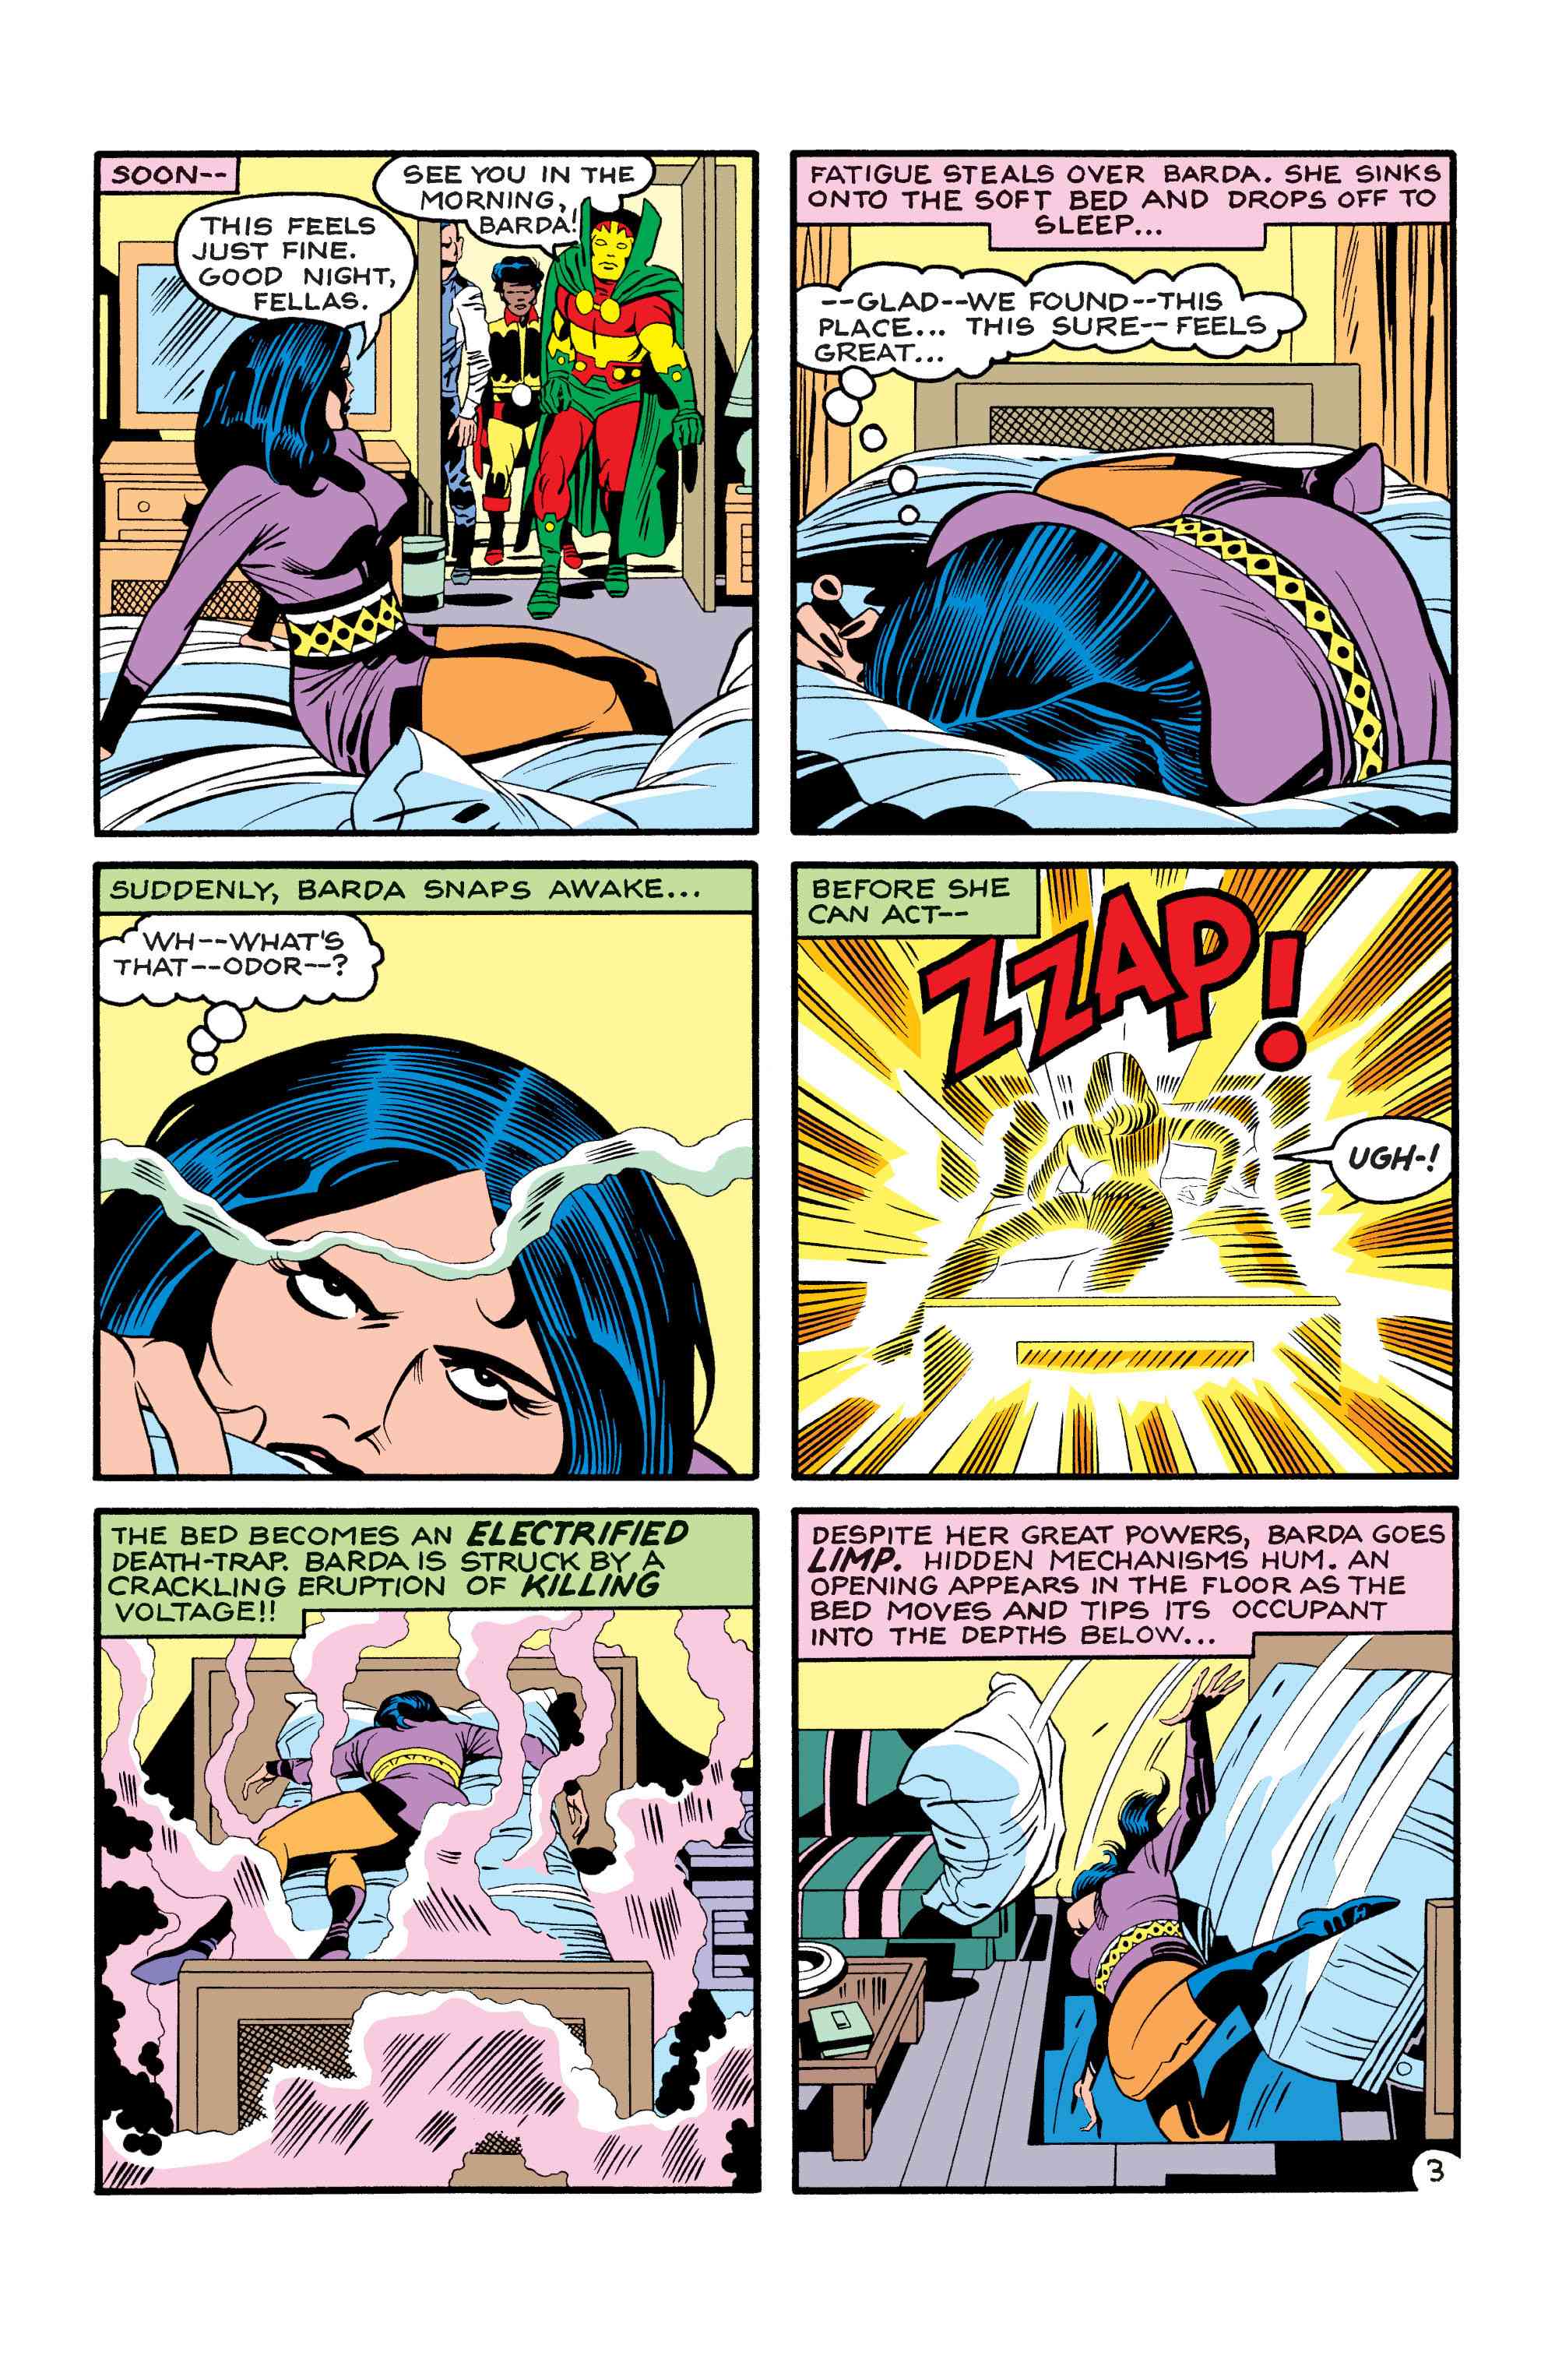 SOON--
THIS FEELS
JUST FINE.
GOOD NIGHT,
FELLAS.
SEE YOU IN THE
MORNING,
BARDA!
FATIGUE STEALS OVER BARDA. SHE SINKS
ONTO THE SOFT BED AND DROPS OFF TO
SLEEP...
--GLAD--WE FOUND--THIS
PLACE... THIS SURE--FEELS
GREAT...
SUDDENLY, BARDA SNAPS AWAKE...
WH--WHAT'S
THAT--ODOR--?
BEFORE SHE
CAN ACT--
ZZAP!
UGH-!
THE BED BECOMES AN ELECTRIFIED
DEATH-TRAP. BARDA IS STRUCK BY A
CRACKLING ERUPTION OF KILLING
VOLTAGE!!
DESPITE HER GREAT POWERS, BARDA GOES
LIMP. HIDDEN MECHANISMS HUM. AN
OPENING APPEARS IN THE FLOOR AS THE
BED MOVES AND TIPS ITS OCCUPANT
INTO THE DEPTHS BELOW...
3